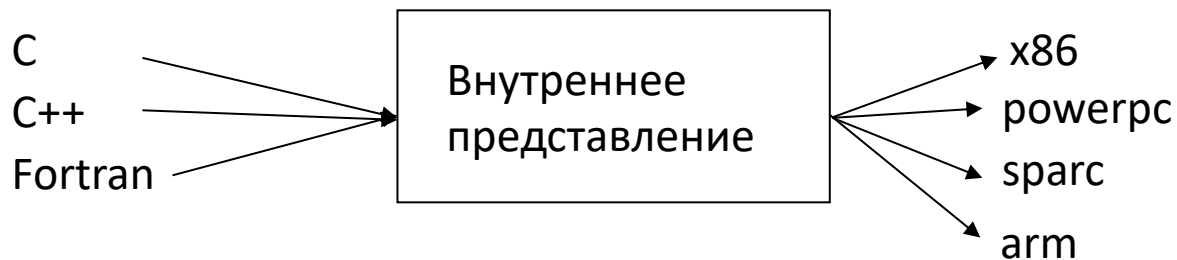 C
C++
Fortran
Внутреннее
представление
x86
powerpc
sparc
arm